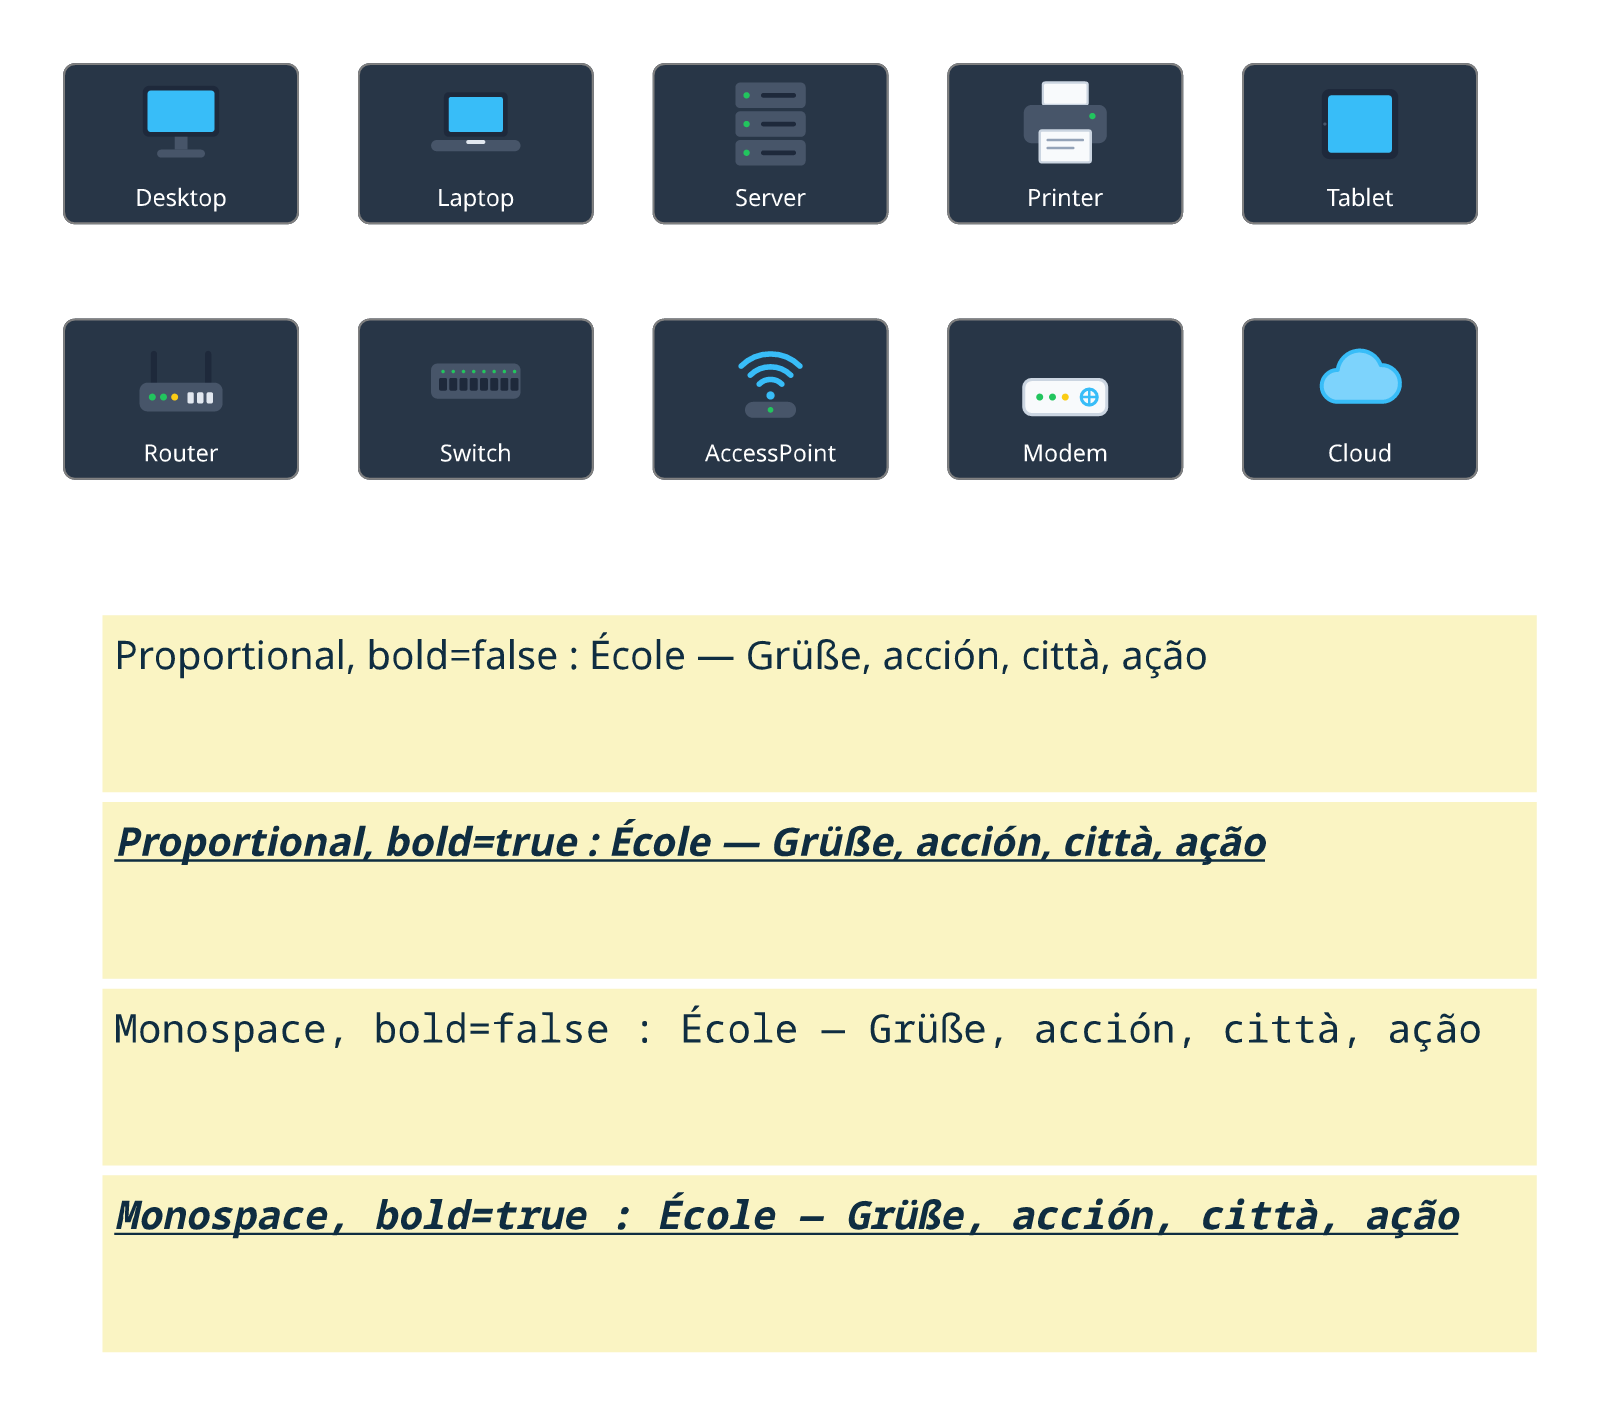 Desktop
Laptop
Server
Printer
Tablet
Router
Switch
AccessPoint
Modem
Cloud
Proportional, bold=false : École — Grüße, acción, città, ação
Proportional, bold=true : École — Grüße, acción, città, ação
Monospace, bold=false : École — Grüße, acción, città, ação
Monospace, bold=true : École — Grüße, acción, città, ação